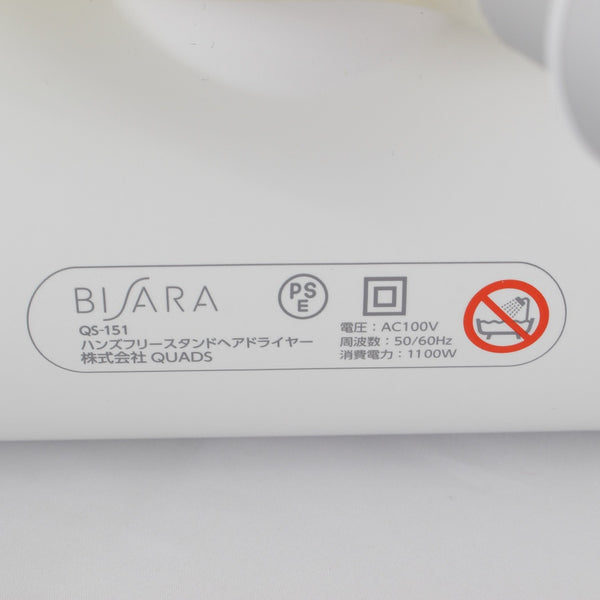 BISARA
QS-151
ハンズフリースタンドヘアドライヤー
株式会社 QUADS
PS
E
電圧：AC100V
周波数：50/60Hz
消費電力：1100W